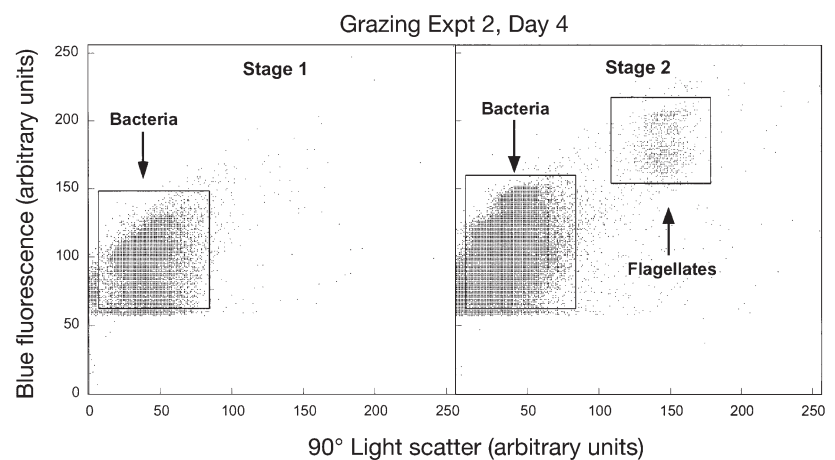 Grazing Expt 2, Day 4
Blue fluorescence (arbitrary units)
250
200
150
100
50
0
Stage 1
Bacteria
Stage 2
Bacteria
Flagellates
0 50 100 150 200 250
0 50 100 150 200 250
90° Light scatter (arbitrary units)